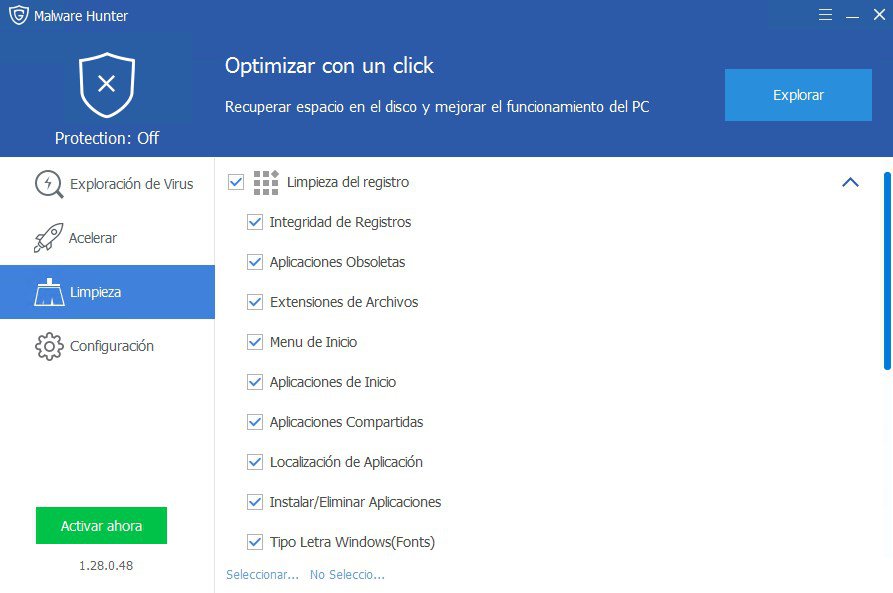 Malware Hunter
Optimizar con un click
Recuperar espacio en el disco y mejorar el funcionamiento del PC
Explorar
Protection: Off
Exploración de Virus
Acelerar
Limpieza
Configuración
Activar ahora
1.28.0.48
Limpieza del registro
Integridad de Registros
Aplicaciones Obsoletas
Extensiones de Archivos
Menu de Inicio
Aplicaciones de Inicio
Aplicaciones Compartidas
Localización de Aplicación
Instalar/Eliminar Aplicaciones
Tipo Letra Windows(Fonts)
Seleccionar... No Seleccio...